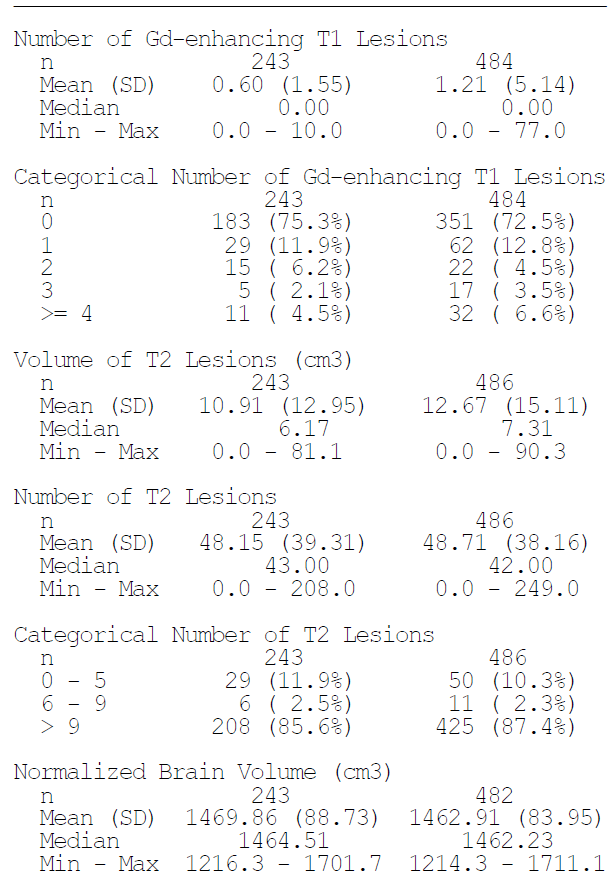 Number of Gd-enhancing T1 Lesions
n 243 484
Mean (SD) 0.60 (1.55) 1.21 (5.14)
Median 0.00 0.00
Min - Max 0.0 - 10.0 0.0 - 77.0
Categorical Number of Gd-enhancing T1 Lesions
n 243 484
0 183 (75.3%) 351 (72.5%)
1 29 (11.9%) 62 (12.8%)
2 15 ( 6.2%) 22 ( 4.5%)
3 5 ( 2.1%) 17 ( 3.5%)
>= 4 11 ( 4.5%) 32 ( 6.6%)
Volume of T2 Lesions (cm3)
n 243 486
Mean (SD) 10.91 (12.95) 12.67 (15.11)
Median 6.17 7.31
Min - Max 0.0 - 81.1 0.0 - 90.3
Number of T2 Lesions
n 243 486
Mean (SD) 48.15 (39.31) 48.71 (38.16)
Median 43.00 42.00
Min - Max 0.0 - 208.0 0.0 - 249.0
Categorical Number of T2 Lesions
n 243 486
0 - 5 29 (11.9%) 50 (10.3%)
6 - 9 6 ( 2.5%) 11 ( 2.3%)
> 9 208 (85.6%) 425 (87.4%)
Normalized Brain Volume (cm3)
n 243 482
Mean (SD) 1469.86 (88.73) 1462.91 (83.95)
Median 1464.51 1462.23
Min - Max 1216.3 - 1701.7 1214.3 - 1711.1